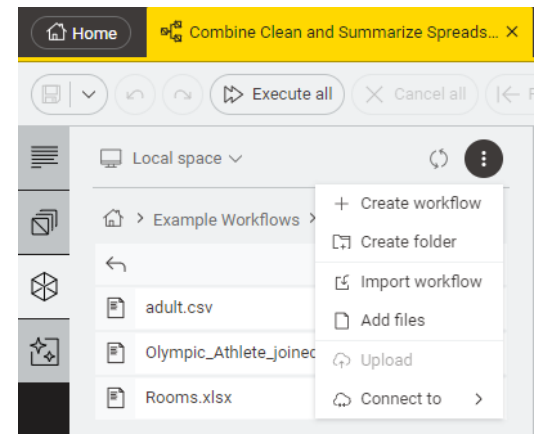 Home
Combine Clean and Summarize Spreads...
Execute all
Cancel all
Local space
Example Workflows
Create workflow
Create folder
Import workflow
Add files
Upload
Connect to
adult.csv
Olympic_Athlete_joined
Rooms.xlsx